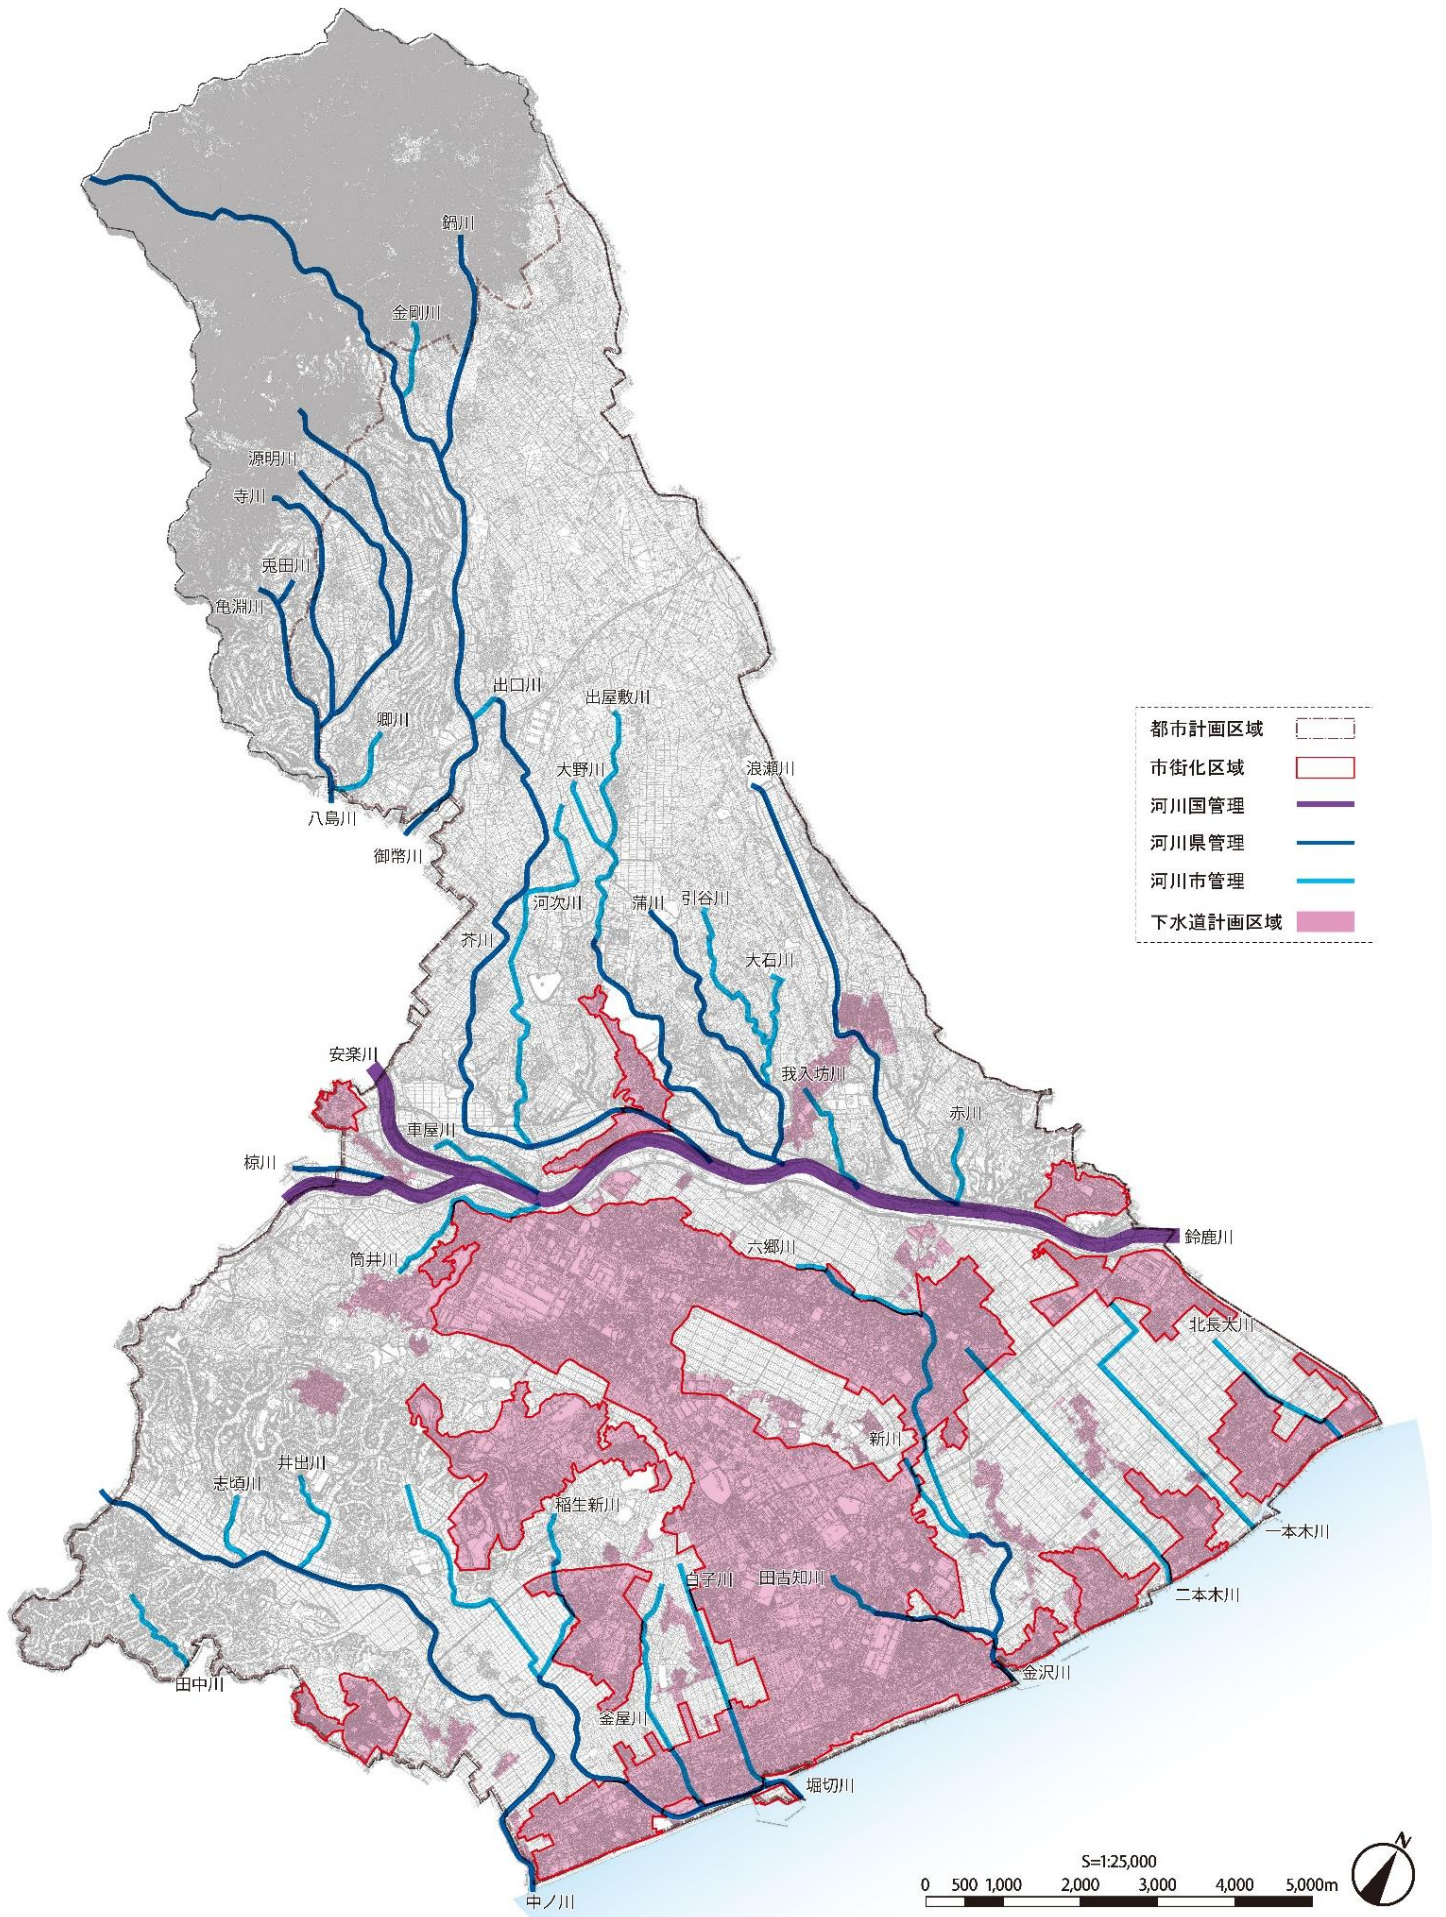 鍋川
金剛川
源明川
寺川
兎田川
亀淵川
出口川
出屋敷川
卿川
大野川
浪瀬川
八島川
御幣川
河次川
蒲川
引谷川
芥川
大石川
安楽川
我入坊川
車屋川
赤川
椋川
鈴鹿川
筒井川
六郷川
北長太川
新川
井出川
志頃川
稲生新川
一本木川
白子川
田古知川
二本木川
金沢川
田中川
釜屋川
堀切川
中ノ川
都市計画区域
市街化区域
河川国管理
河川県管理
河川市管理
下水道計画区域
S=1:25,000
0 500 1,000 2,000 3,000 4,000 5,000m
N